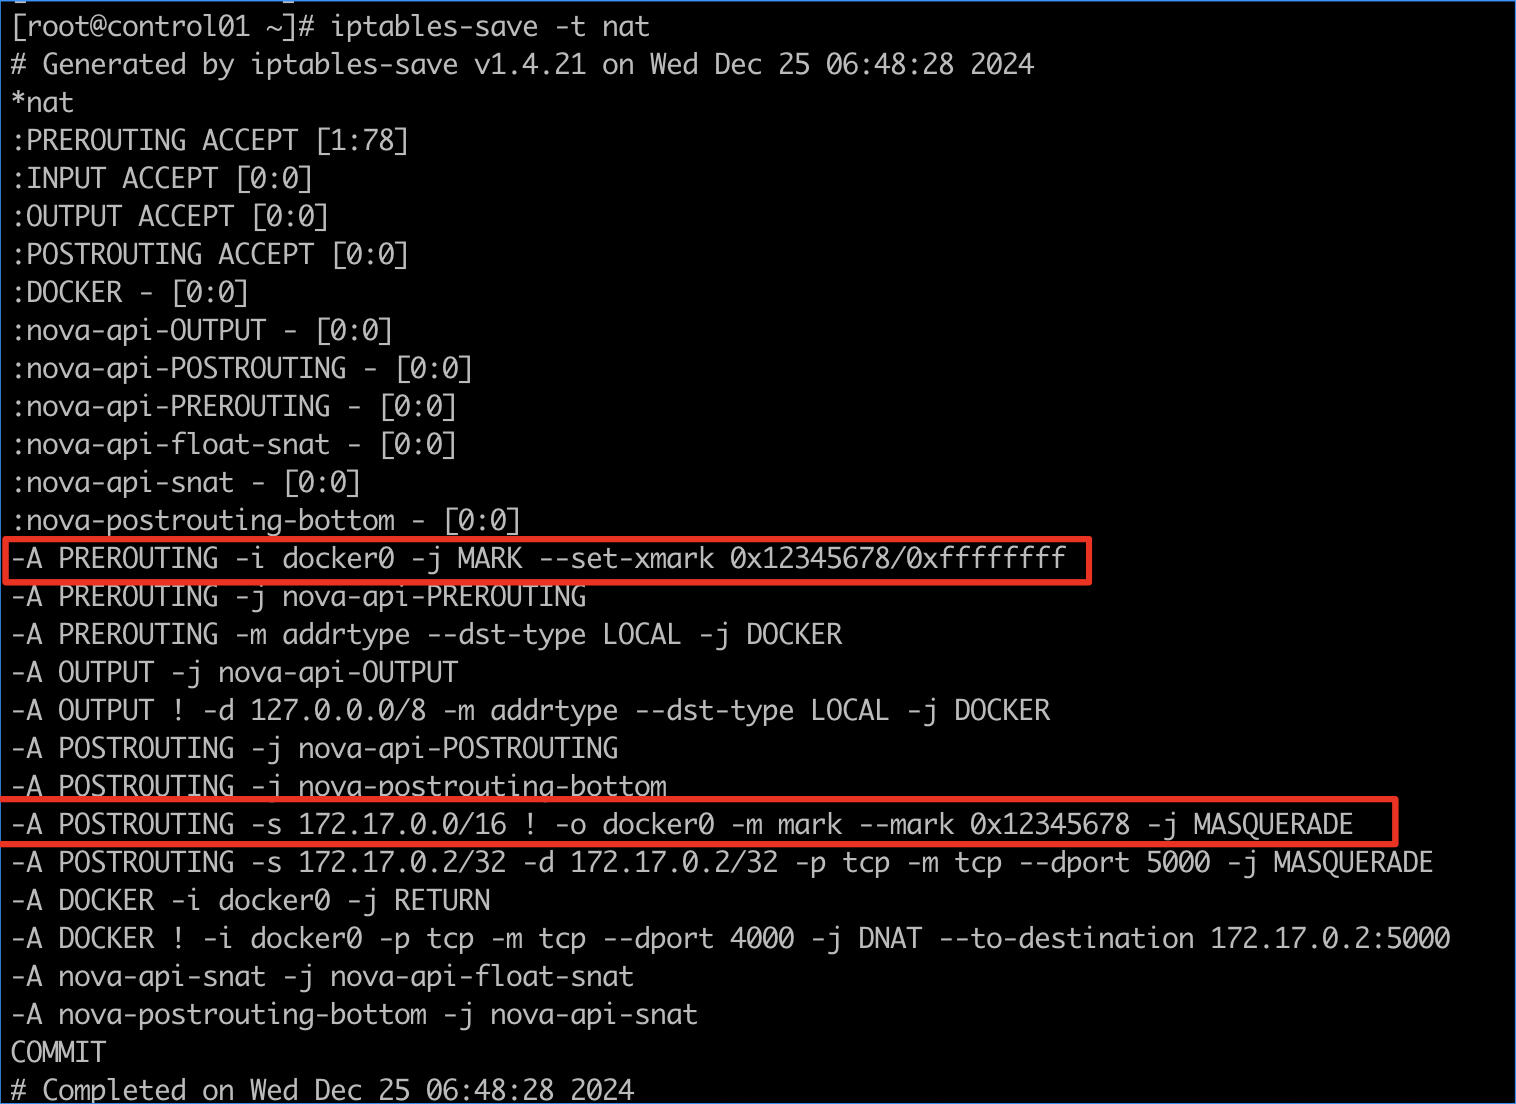 [root@control01 ~]# iptables-save -t nat
# Generated by iptables-save v1.4.21 on Wed Dec 25 06:48:28 2024
*nat
:PREROUTING ACCEPT [1:78]
:INPUT ACCEPT [0:0]
:OUTPUT ACCEPT [0:0]
:POSTROUTING ACCEPT [0:0]
:DOCKER - [0:0]
:nova-api-OUTPUT - [0:0]
:nova-api-POSTROUTING - [0:0]
:nova-api-PREROUTING - [0:0]
:nova-api-float-snat - [0:0]
:nova-api-snat - [0:0]
:nova-postrouting-bottom - [0:0]
-A PREROUTING -i docker0 -j MARK --set-xmark 0x12345678/0xffffffff
-A PREROUTING -j nova-api-PREROUTING
-A PREROUTING -m addrtype --dst-type LOCAL -j DOCKER
-A OUTPUT -j nova-api-OUTPUT
-A OUTPUT ! -d 127.0.0.0/8 -m addrtype --dst-type LOCAL -j DOCKER
-A POSTROUTING -j nova-api-POSTROUTING
-A POSTROUTING -j nova-postrouting-bottom
-A POSTROUTING -s 172.17.0.0/16 ! -o docker0 -m mark --mark 0x12345678 -j MASQUERADE
-A POSTROUTING -s 172.17.0.2/32 -d 172.17.0.2/32 -p tcp -m tcp --dport 5000 -j MASQUERADE
-A DOCKER -i docker0 -j RETURN
-A DOCKER ! -i docker0 -p tcp -m tcp --dport 4000 -j DNAT --to-destination 172.17.0.2:5000
-A nova-api-snat -j nova-api-float-snat
-A nova-postrouting-bottom -j nova-api-snat
COMMIT
# Completed on Wed Dec 25 06:48:28 2024